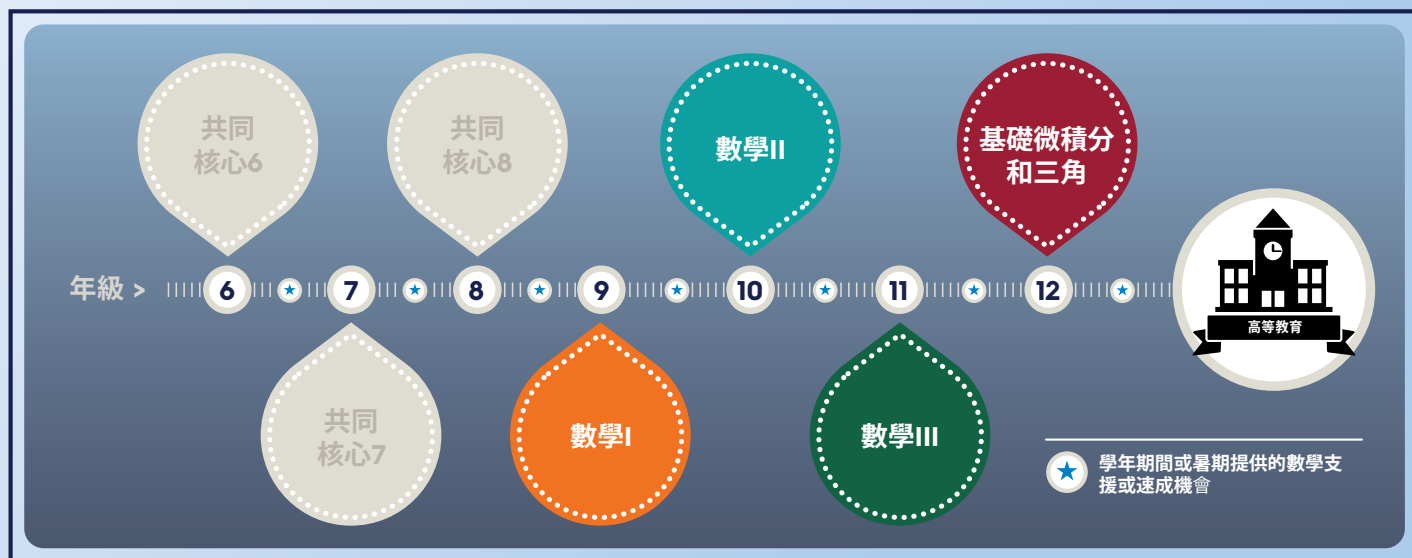 共同
核心6
共同
核心8
數學II
基礎微積分
和三角
年級 >
6
7
8
9
10
11
12
高等教育
共同
核心7
數學I
數學III
學年期間或暑期提供的數學支
援或速成機會